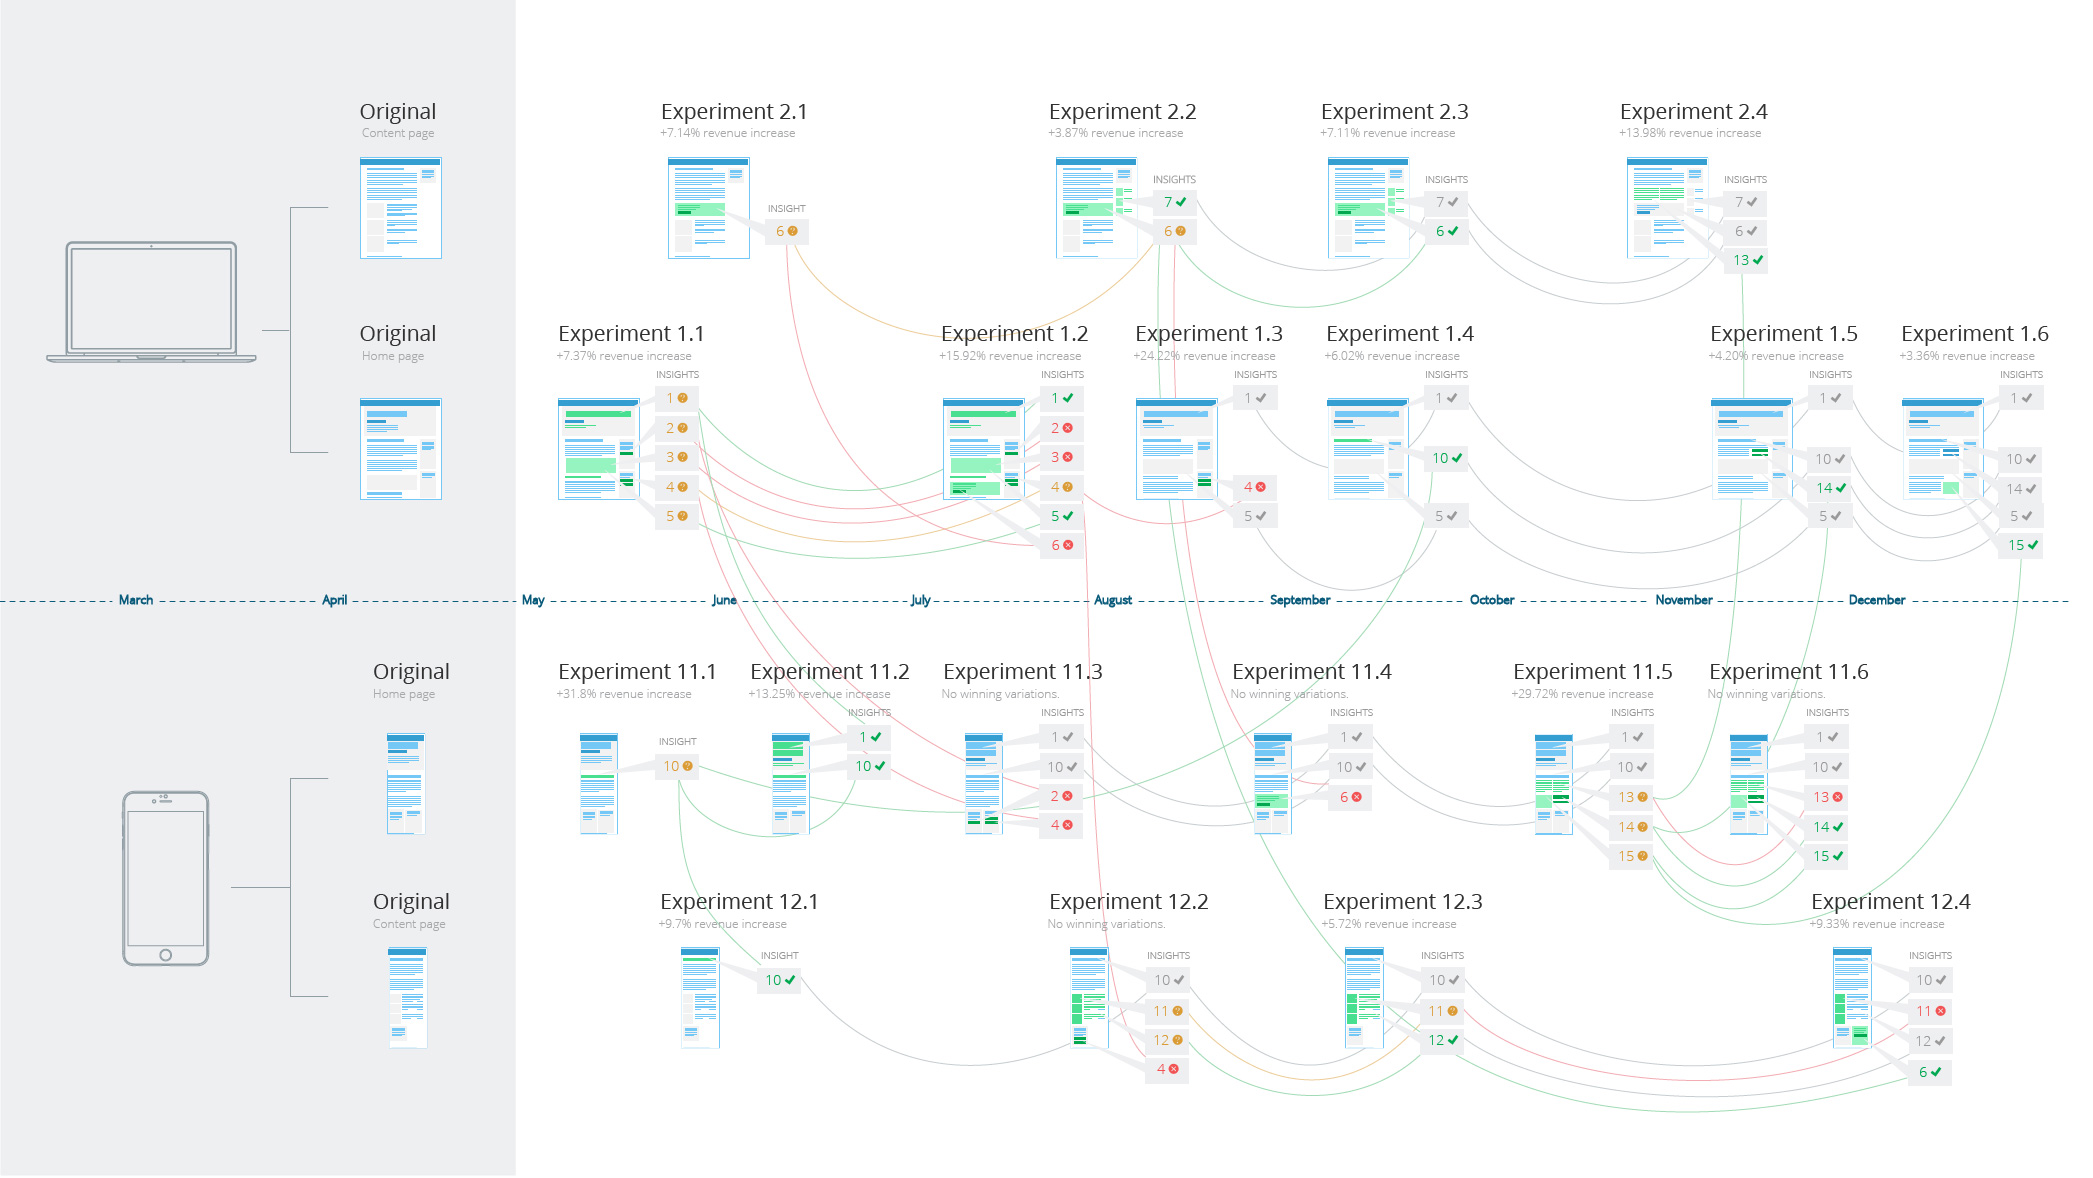 Original
Content page
Experiment 2.1
+7.14% revenue increase
INSIGHT
6
Experiment 2.2
+3.87% revenue increase
INSIGHTS
7
6
Experiment 2.3
+7.11% revenue increase
INSIGHTS
7
6
Experiment 2.4
+13.98% revenue increase
INSIGHTS
7
6
13
Original
Home page
Experiment 1.1
+7.37% revenue increase
INSIGHTS
1
2
3
4
5
Experiment 1.2
+15.92% revenue increase
INSIGHTS
1
2
3
4
5
6
Experiment 1.3
+24.22% revenue increase
INSIGHTS
1
4
5
Experiment 1.4
+6.02% revenue increase
INSIGHTS
1
10
5
Experiment 1.5
+4.20% revenue increase
INSIGHTS
1
10
14
5
Experiment 1.6
+3.36% revenue increase
INSIGHTS
1
10
14
5
15
March
April
May
June
July
August
September
October
November
December
Original
Home page
Experiment 11.1
+31.8% revenue increase
INSIGHT
10
Experiment 11.2
+13.25% revenue increase
INSIGHTS
1
10
Experiment 11.3
No winning variations.
INSIGHTS
1
10
2
4
Experiment 11.4
No winning variations.
INSIGHTS
1
10
6
Experiment 11.5
+29.72% revenue increase
INSIGHTS
1
10
13
14
15
Experiment 11.6
No winning variations.
INSIGHTS
1
10
13
14
15
Original
Content page
Experiment 12.1
+9.7% revenue increase
INSIGHT
10
Experiment 12.2
No winning variations.
INSIGHTS
10
11
12
4
Experiment 12.3
+5.72% revenue increase
INSIGHTS
10
11
12
Experiment 12.4
+9.33% revenue increase
INSIGHTS
10
11
12
6